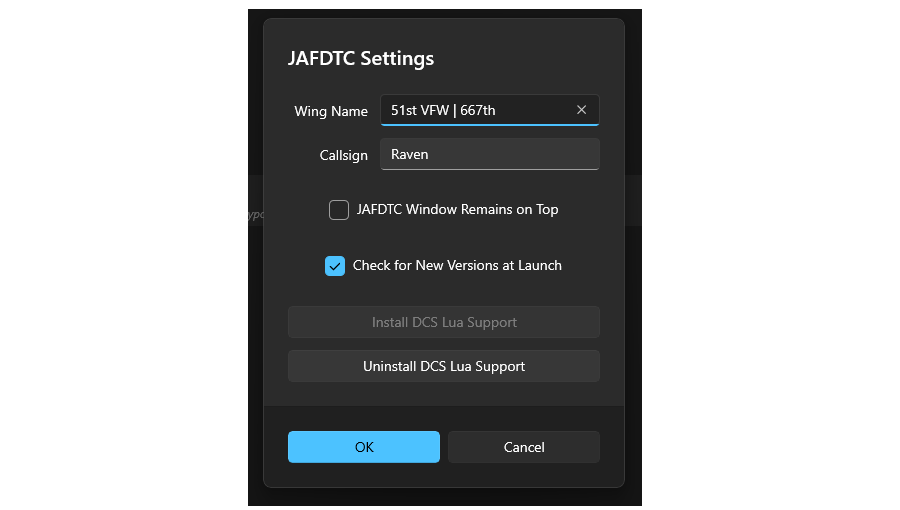 JAFDTC Settings
Wing Name 51st VFW | 667th
Callsign Raven
JAFDTC Window Remains on Top
Check for New Versions at Launch
Install DCS Lua Support
Uninstall DCS Lua Support
OK Cancel